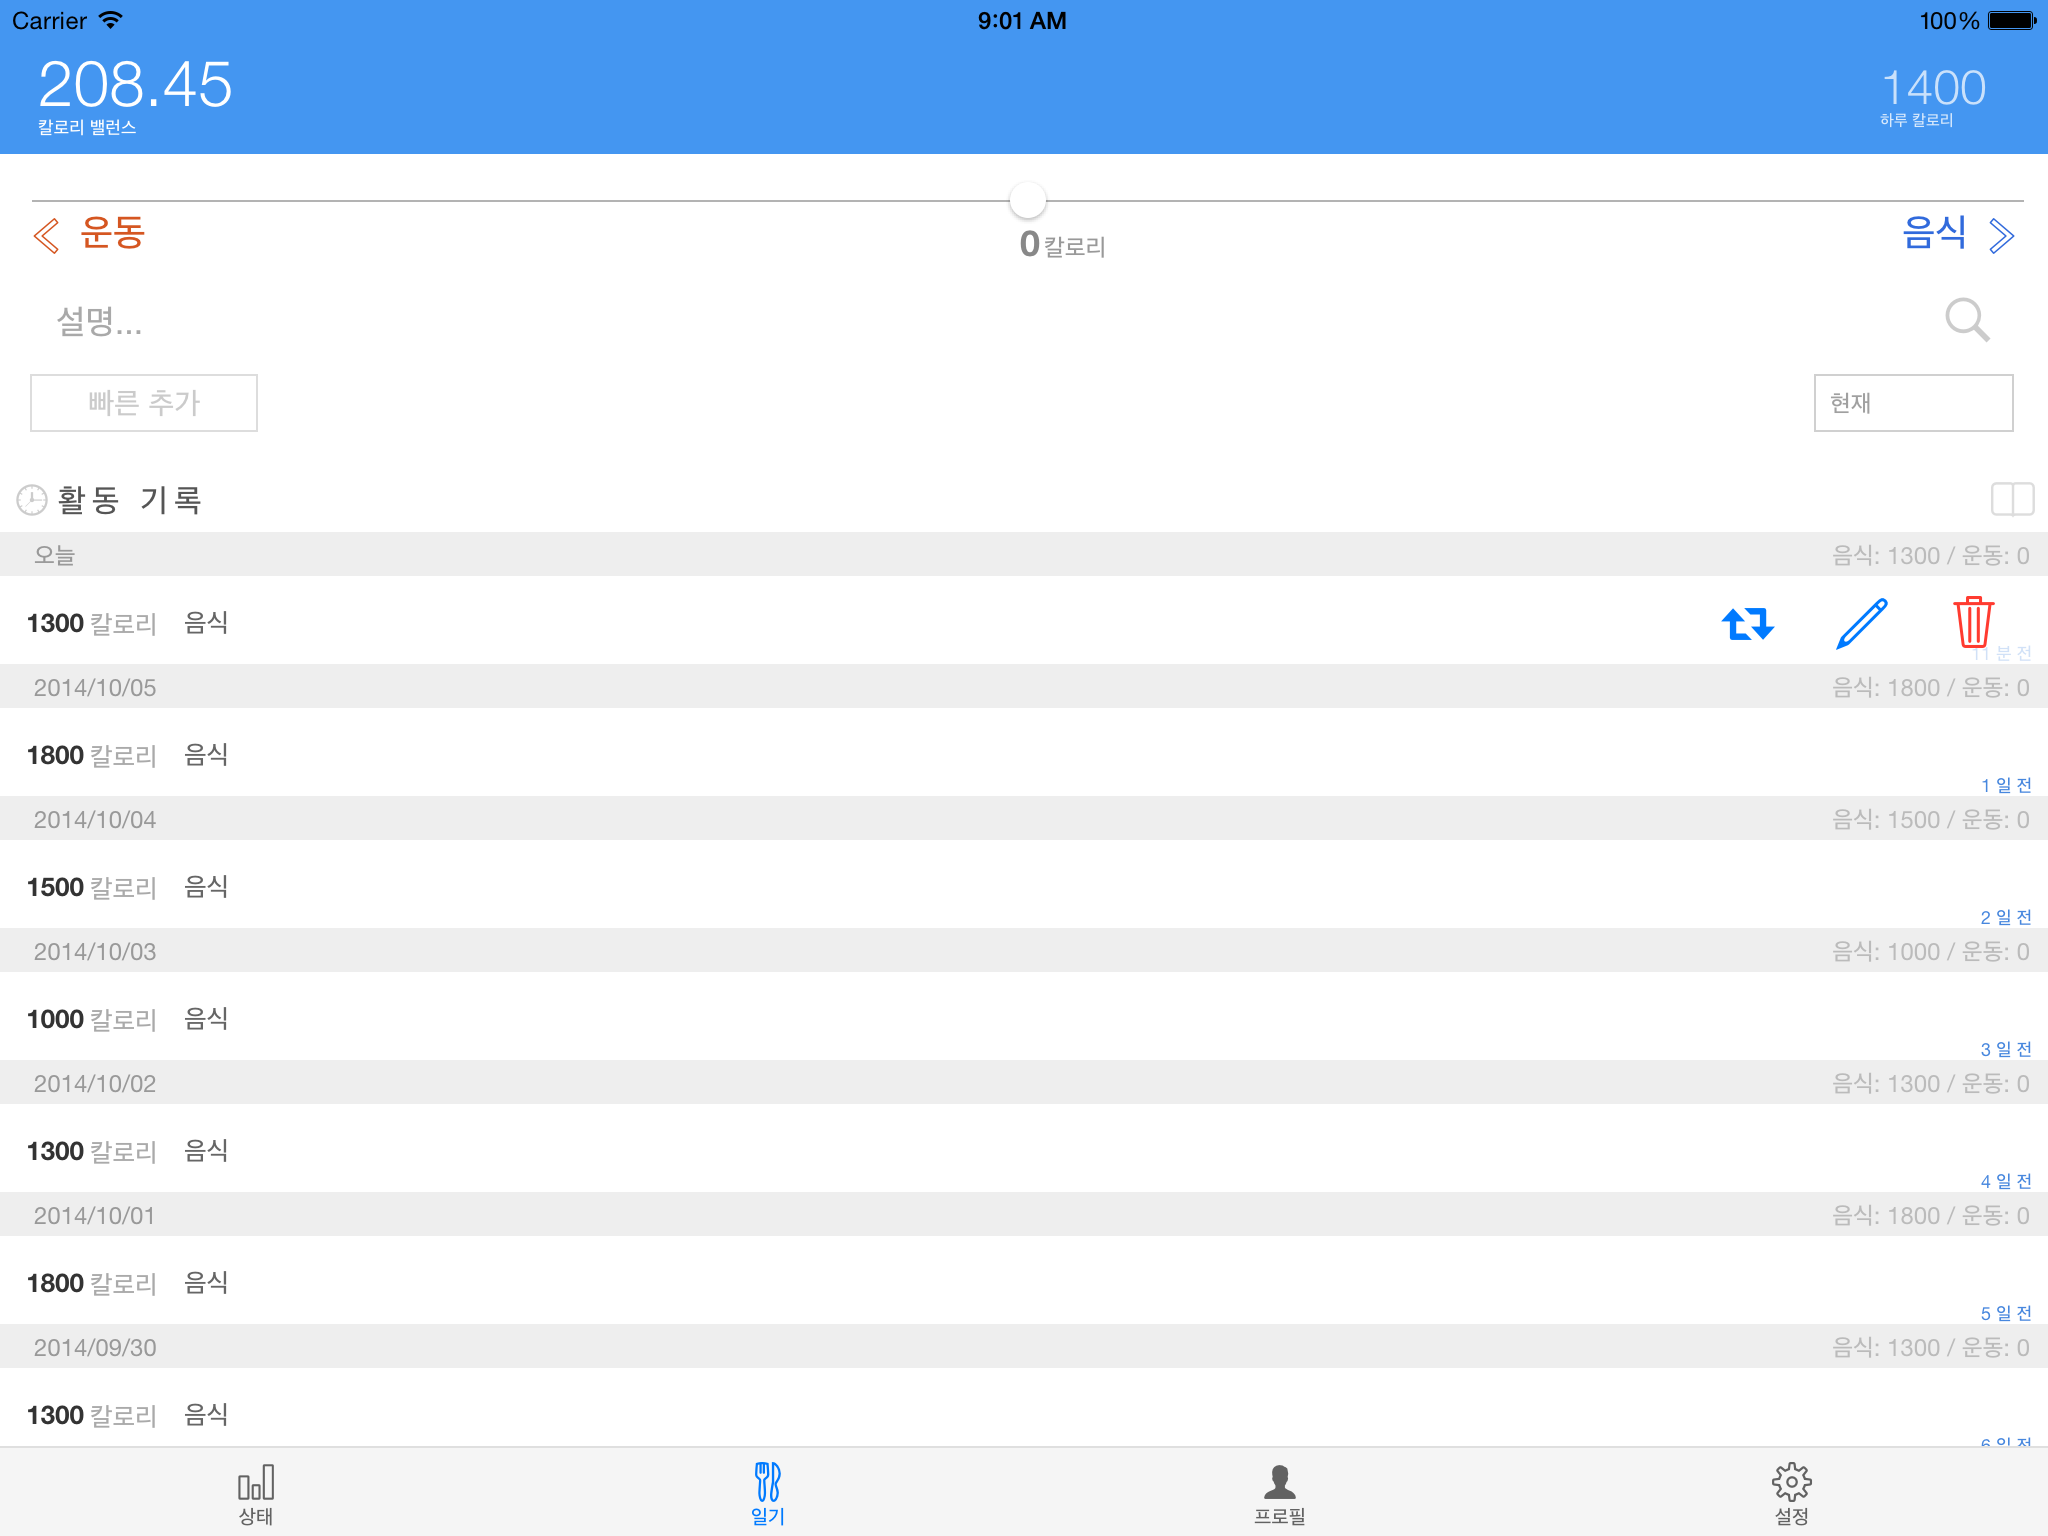 Carrier 9:01 AM 100%
208.45 1400
칼로리 밸런스 하루 칼로리
운동 음식
0 칼로리
설명...
빠른 추가 현재
활동 기록
오늘 음식: 1300 / 운동: 0
1300 칼로리 음식
11 분 전
2014/10/05 음식: 1800 / 운동: 0
1800 칼로리 음식
1 일 전
2014/10/04 음식: 1500 / 운동: 0
1500 칼로리 음식
2 일 전
2014/10/03 음식: 1000 / 운동: 0
1000 칼로리 음식
3 일 전
2014/10/02 음식: 1300 / 운동: 0
1300 칼로리 음식
4 일 전
2014/10/01 음식: 1800 / 운동: 0
1800 칼로리 음식
5 일 전
2014/09/30 음식: 1300 / 운동: 0
1300 칼로리 음식
6 일 전
상태 일기 프로필 설정